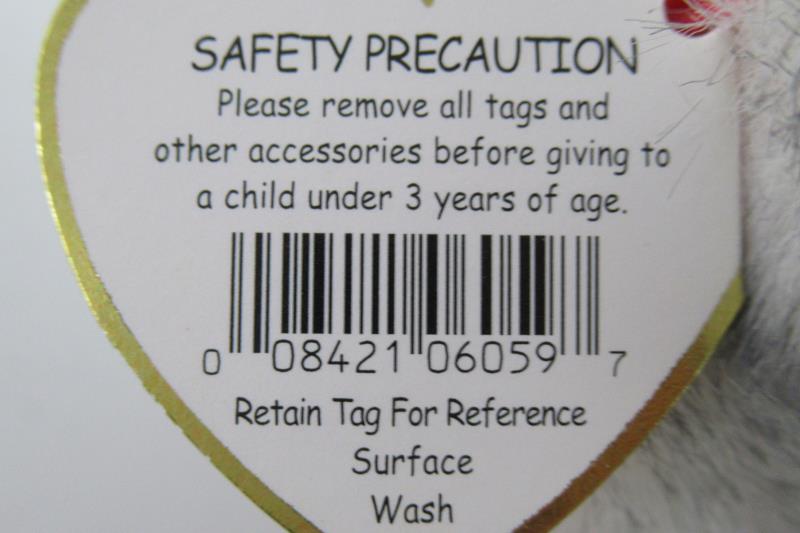 SAFETY PRECAUTION
Please remove all tags and
other accessories before giving to
a child under 3 years of age.
0 08421 06059 7
Retain Tag For Reference
Surface
Wash